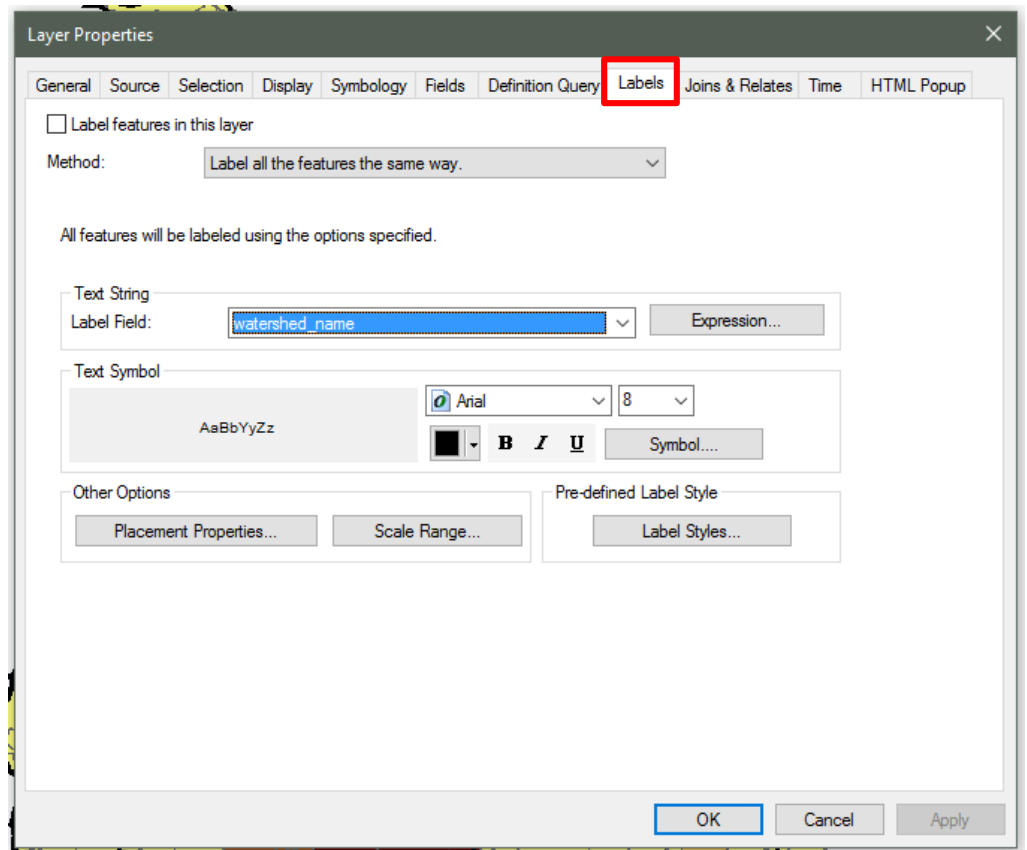 Layer Properties
General Source Selection Display Symbology Fields Definition Query Labels Joins & Relates Time HTML Popup
Label features in this layer
Method: Label all the features the same way.
All features will be labeled using the options specified.
Text String
Label Field: watershed_name Expression...
Text Symbol
AaBbYyZz
Arial 8
B I U Symbol....
Other Options Pre-defined Label Style
Placement Properties... Scale Range... Label Styles...
OK Cancel Apply